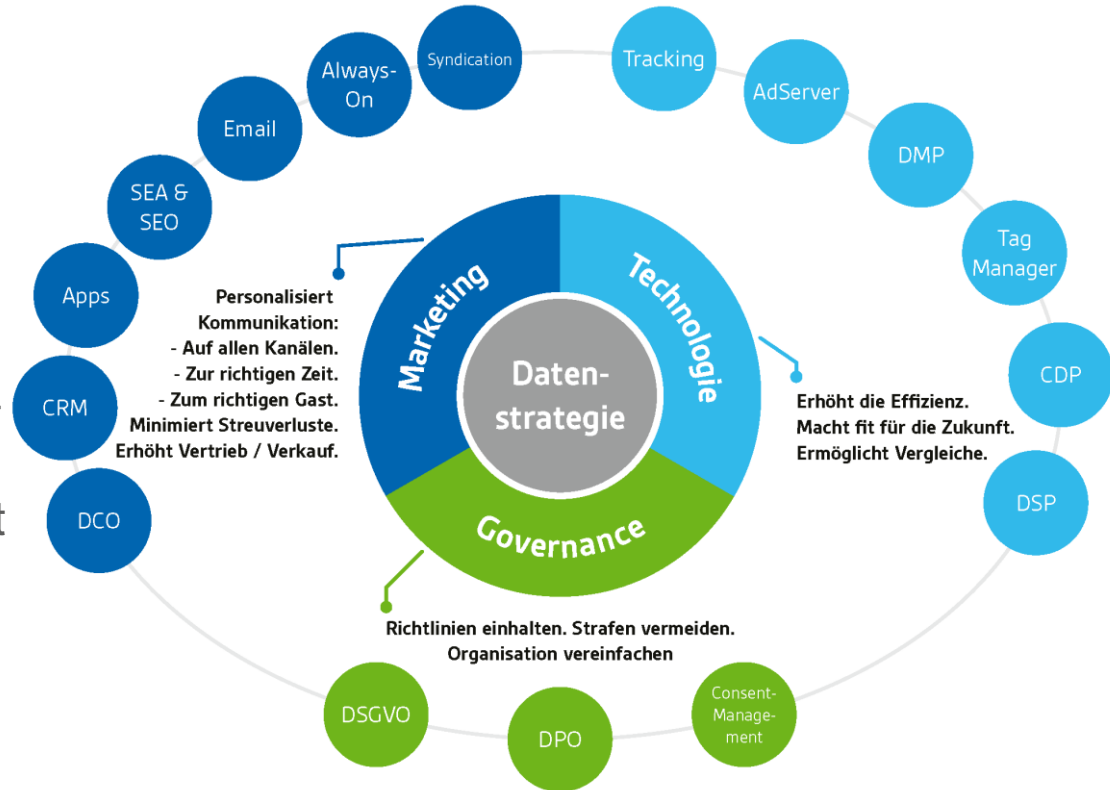 Syndication
Always-
On
Email
SEA &
SEO
Apps
CRM
DCO
Tracking
AdServer
DMP
Tag
Manager
CDP
DSP
Marketing
Technologie
Governance
Daten-
strategie
Personalisiert
Kommunikation:
- Auf allen Kanälen.
- Zur richtigen Zeit.
- Zum richtigen Gast.
Minimiert Streuverluste.
Erhöht Vertrieb / Verkauf.
Erhöht die Effizienz.
Macht fit für die Zukunft.
Ermöglicht Vergleiche.
t
Richtlinien einhalten. Strafen vermeiden.
Organisation vereinfachen
DSGVO
DPO
Consent-
Manage-
ment